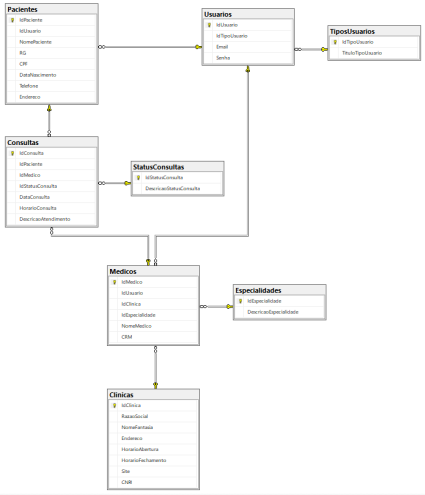 Pacientes
IdPaciente
IdUsuario
NomePaciente
RG
CPF
DataNascimento
Telefone
Endereco
Usuarios
IdUsuario
IdTipoUsuario
Email
Senha
TiposUsuarios
IdTipoUsuario
TituloTipoUsuario
Consultas
IdConsulta
IdPaciente
IdMedico
IdStatusConsulta
DataConsulta
HorarioConsulta
DescricaoAtendimento
StatusConsultas
IdStatusConsulta
DescricaoStatusConsulta
Medicos
IdMedico
IdUsuario
IdClinica
IdEspecialidade
NomeMedico
CRM
Especialidades
IdEspecialidade
DescricaoEspecialidade
Clinicas
IdClinica
RazaoSocial
NomeFantasia
Endereco
HorarioAbertura
HorarioFechamento
Site
CNPJ